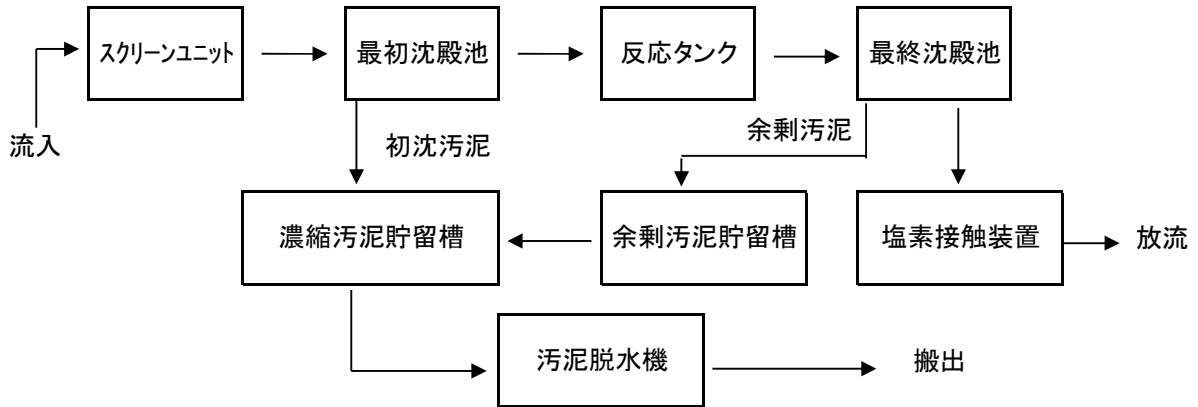 スクリーンユニット
最初沈殿池
反応タンク
最終沈殿池
流入
初沈汚泥
余剰汚泥
濃縮汚泥貯留槽
余剰汚泥貯留槽
塩素接触装置
放流
汚泥脱水機
搬出